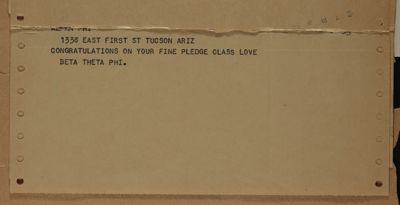 1338 EAST FIRST ST TUCSON ARIZ
CONGRATULATIONS ON YOUR FINE PLEDGE CLASS LOVE
BETA THETA PHI.